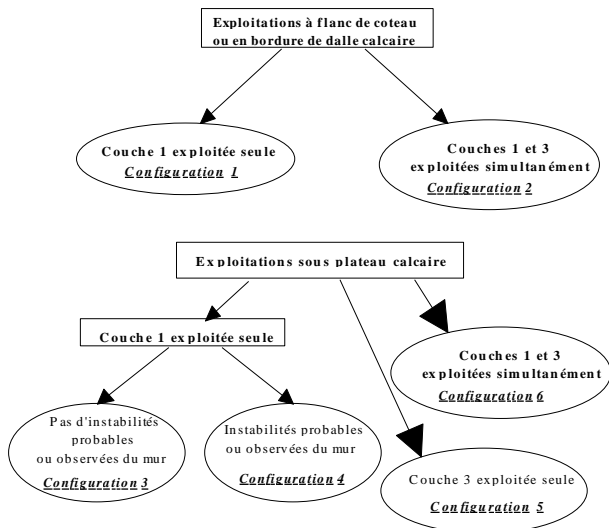 Exploitations à flanc de coteau
ou en bordure de dalle calcaire
Couche 1 exploitée seule
Configuration 1
Couches 1 et 3
exploitées simultanément
Configuration 2
Exploitations sous plateau calcaire
Couche 1 exploitée seule
Couches 1 et 3
exploitées simultanément
Configuration 6
Pas d'instabilités
probables
ou observées du mur
Configuration 3
Instabilités probables
ou observées du mur
Configuration 4
Couche 3 exploitée seule
Configuration 5